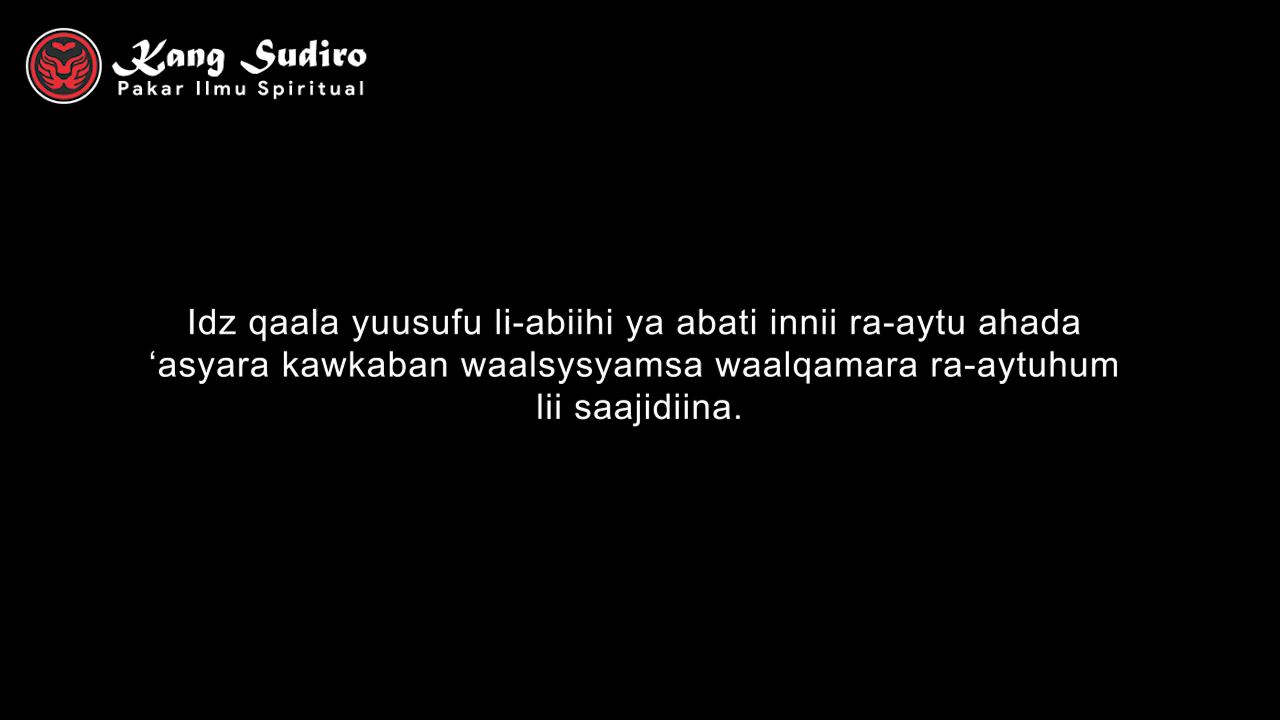 Kang Sudiro
Pakar Ilmu Spiritual
Idz qaala yuusufu li-abiihi ya abati innii ra-aytu ahada
‘asyara kawkaban waalsysyamsa waalqamara ra-aytuhum
lii saajidiina.